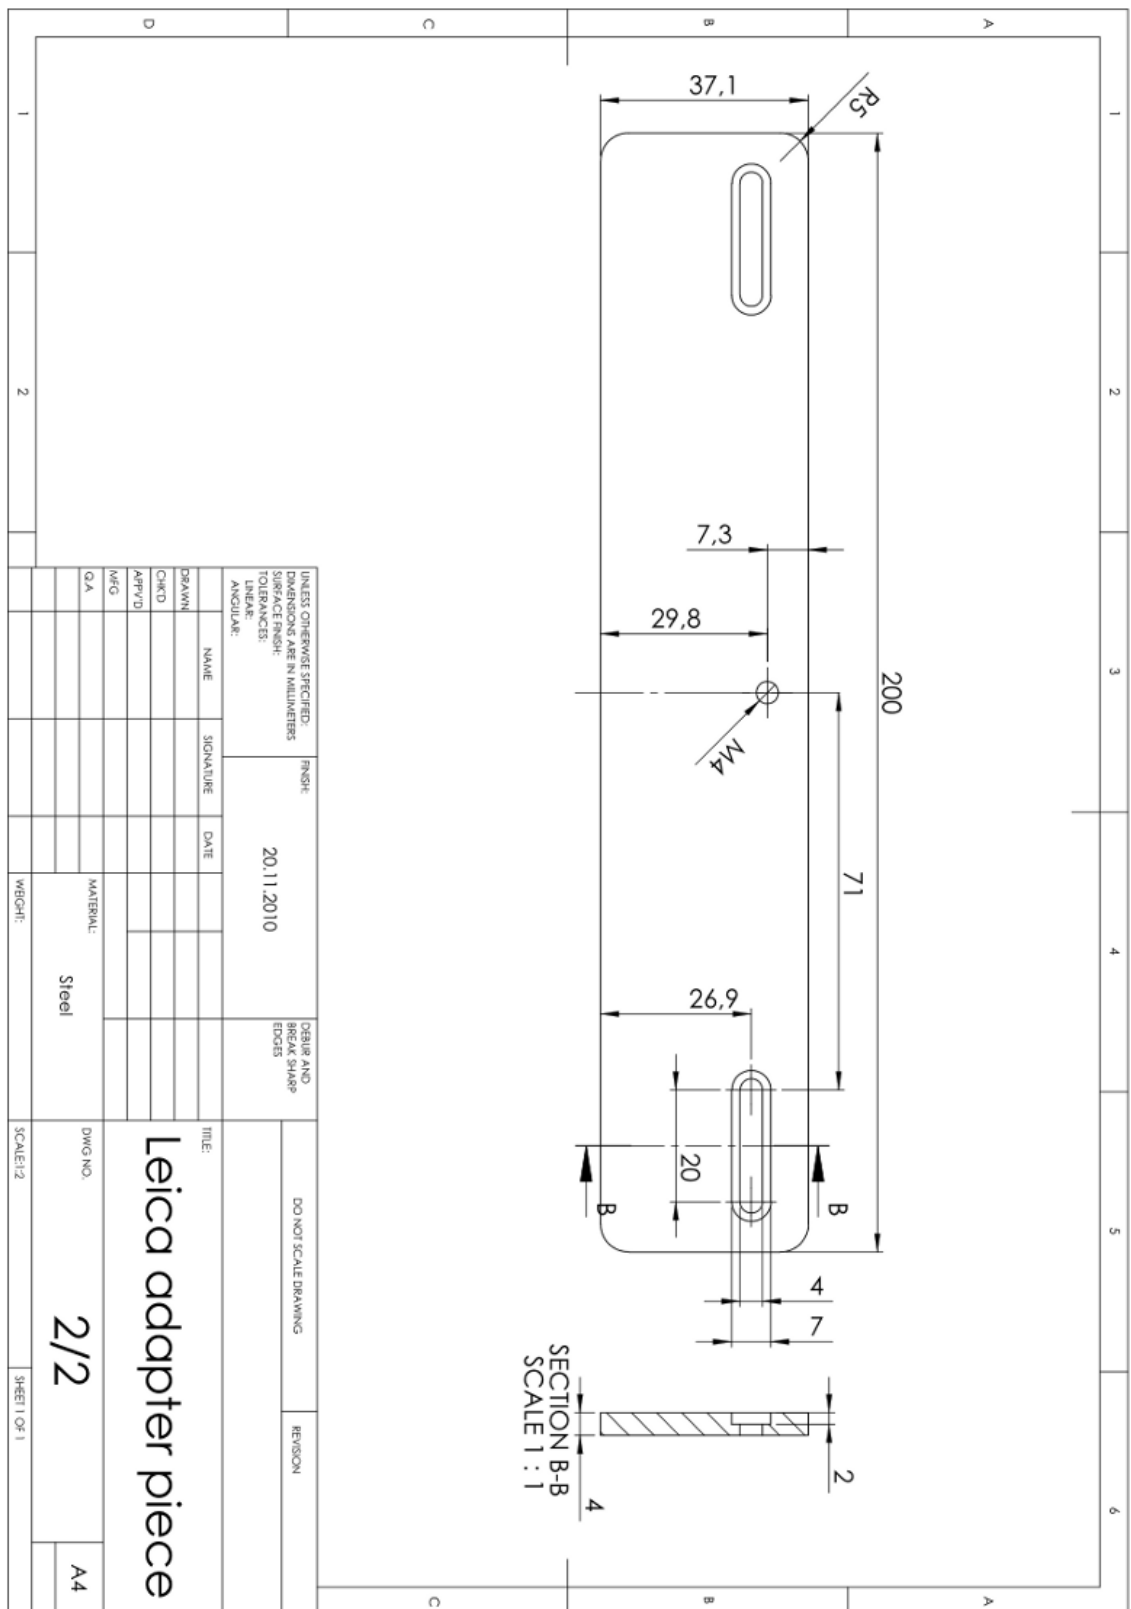 D
C
B
A
1
2
3
4
5
6
1
2
C
B
A
37,1
R5
200
7,3
29,8
M4
71
26,9
20
B
B
4
7
2
4
SECTION B-B
SCALE 1 : 1
UNLESS OTHERWISE SPECIFIED:
DIMENSIONS ARE IN MILLIMETERS
SURFACE FINISH:
TOLERANCES:
LINEAR:
ANGULAR:
FINISH:
20.11.2010
DEBUR AND
BREAK SHARP
EDGES
DO NOT SCALE DRAWING
REVISION
NAME
SIGNATURE
DATE
DRAWN
CHK'D
APPV'D
MFG
Q.A
TITLE:
Leica adapter piece
MATERIAL:
Steel
DWG NO.
2/2
A4
WEIGHT:
SCALE:1:2
SHEET 1 OF 1